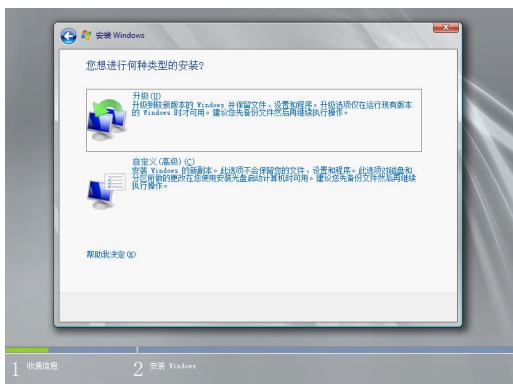 安装 Windows
您想进行何种类型的安装?
升级(U)
升级到较新版本的 Windows 并保留文件、设置和程序。升级选项仅在运行现有版本
的 Windows 时才可用。建议您先备份文件然后再继续执行操作。
自定义(高级)(C)
安装 Windows 的新副本。此选项不会保留您的文件、设置和程序。此选项对磁盘和
分区所做的更改在您使用安装光盘启动计算机时可用。建议您先备份文件然后再继续
执行操作。
帮助我决定(H)
1 收集信息
2 安装 Windows